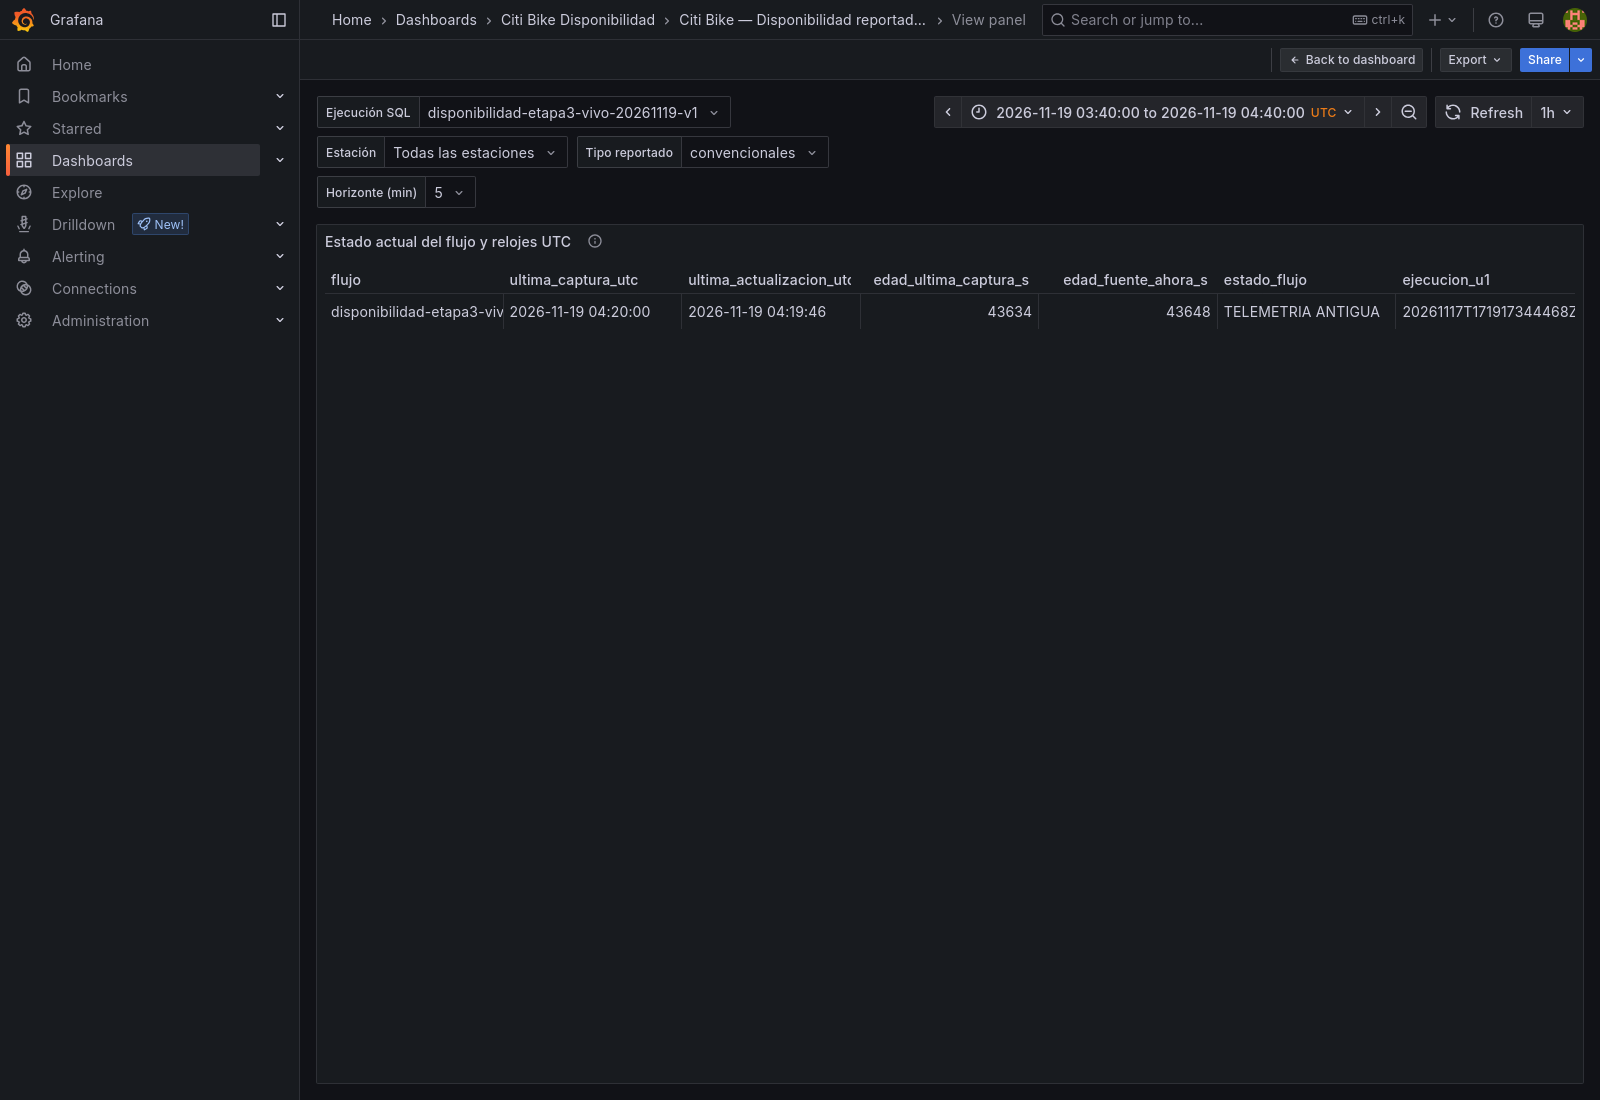 Grafana
Home › Dashboards › Citi Bike Disponibilidad › Citi Bike — Disponibilidad reportad... › View panel
Search or jump to...
ctrl+k
Back to dashboard
Export
Share
Home
Bookmarks
Starred
Dashboards
Explore
Drilldown
New!
Alerting
Connections
Administration
Ejecución SQL
disponibilidad-etapa3-vivo-20261119-v1
2026-11-19 03:40:00 to 2026-11-19 04:40:00 UTC
Refresh
1h
Estación
Todas las estaciones
Tipo reportado
convencionales
Horizonte (min)
5
Estado actual del flujo y relojes UTC
flujo ultima_captura_utc ultima_actualizacion_utc edad_ultima_captura_s edad_fuente_ahora_s estado_flujo ejecucion_u1
disponibilidad-etapa3-viv 2026-11-19 04:20:00 2026-11-19 04:19:46 43634 43648 TELEMETRIA ANTIGUA 20261117T171917344468Z